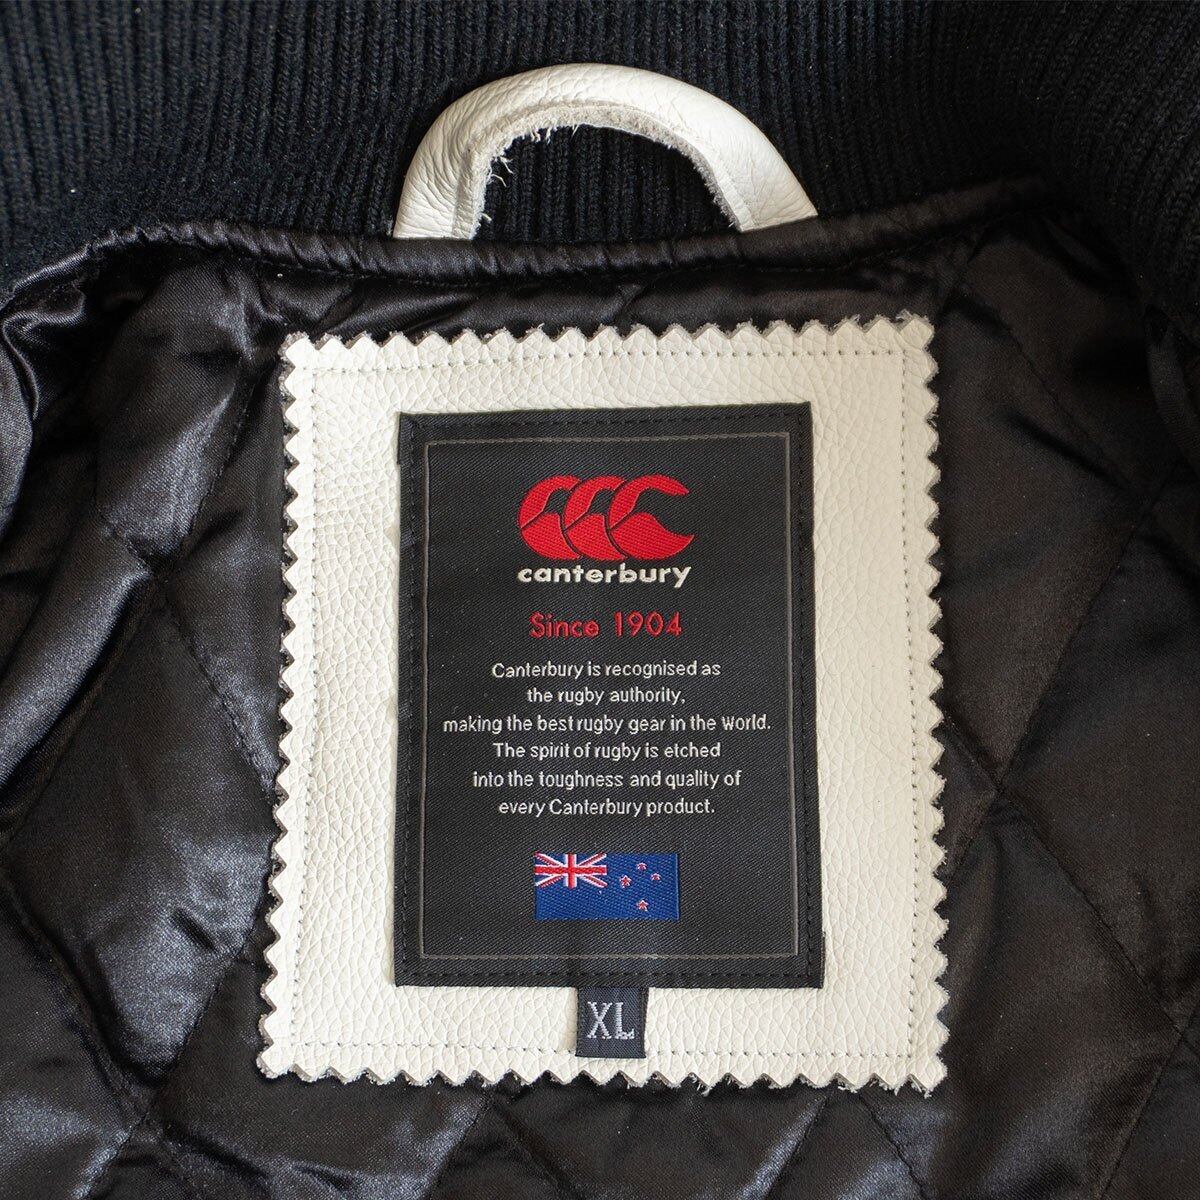 canterbury
Since 1904
Canterbury is recognised as
the rugby authority,
making the best rugby gear in the World.
The spirit of rugby is etched
into the toughness and quality of
every Canterbury product.
XL